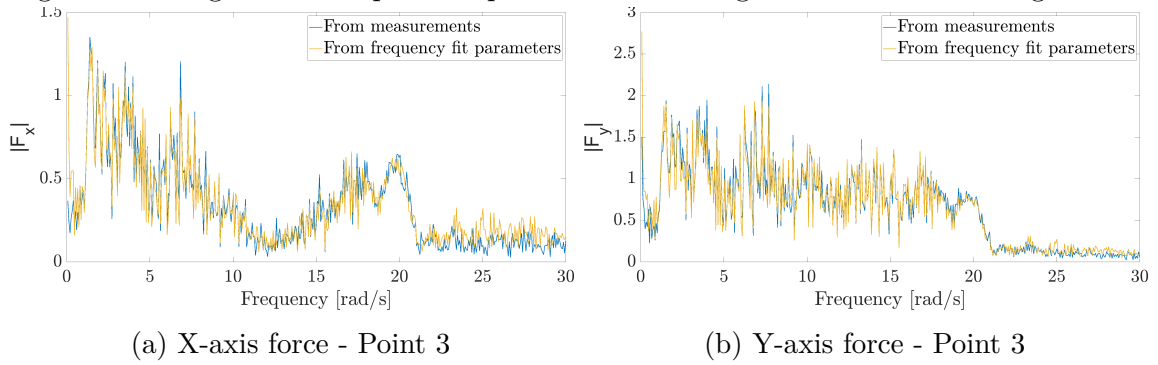 1.5
1
0.5
0
|Fx|
From measurements
From frequency fit parameters
0 5 10 15 20 25 30
Frequency [rad/s]
(a) X-axis force - Point 3
3
2.5
2
1.5
1
0.5
0
|Fy|
From measurements
From frequency fit parameters
0 5 10 15 20 25 30
Frequency [rad/s]
(b) Y-axis force - Point 3